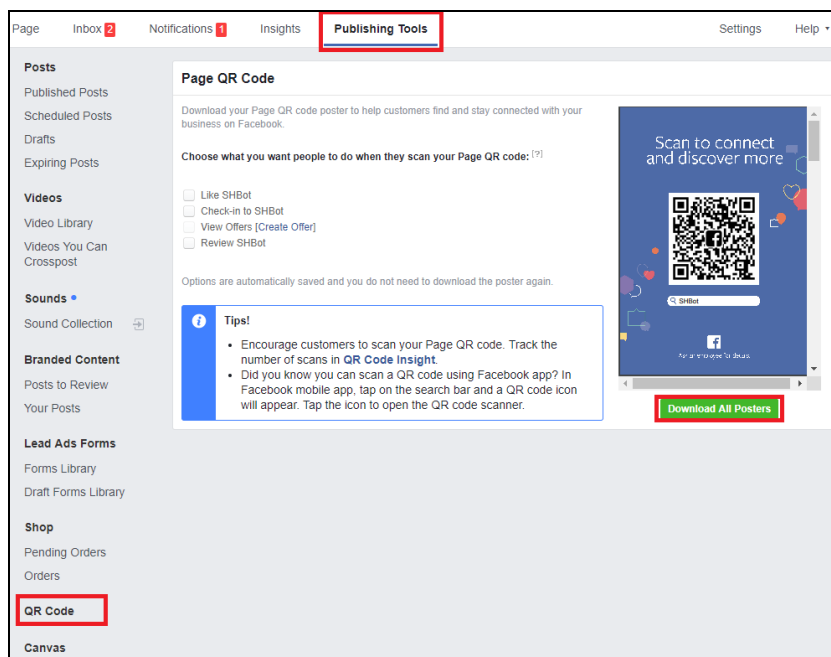 Page Inbox 2 Notifications 1 Insights Publishing Tools Settings Help
Posts
Published Posts
Scheduled Posts
Drafts
Expiring Posts
Videos
Video Library
Videos You Can
Crosspost
Sounds
Sound Collection
Branded Content
Posts to Review
Your Posts
Lead Ads Forms
Forms Library
Draft Forms Library
Shop
Pending Orders
Orders
QR Code
Canvas
Page QR Code
Download your Page QR code poster to help customers find and stay connected with your
business on Facebook.
Choose what you want people to do when they scan your Page QR code: [?]
Like SHBot
Check-in to SHBot
View Offers [Create Offer]
Review SHBot
Options are automatically saved and you do not need to download the poster again.
Tips!
• Encourage customers to scan your Page QR code. Track the
number of scans in QR Code Insight.
• Did you know you can scan a QR code using Facebook app? In
Facebook mobile app, tap on the search bar and a QR code icon
will appear. Tap the icon to open the QR code scanner.
Scan to connect
and discover more
SHBot
Ask an employee for details.
Download All Posters